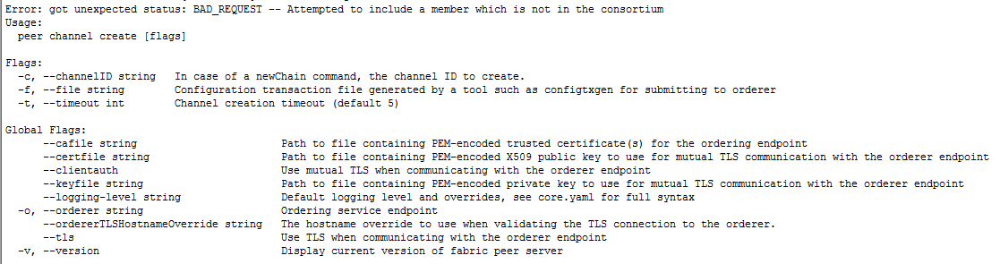 Error: got unexpected status: BAD_REQUEST -- Attempted to include a member which is not in the consortium
Usage:
  peer channel create [flags]

Flags:
  -c, --channelID string   In case of a newChain command, the channel ID to create.
  -f, --file string        Configuration transaction file generated by a tool such as configtxgen for submitting to orderer
  -t, --timeout int        Channel creation timeout (default 5)

Global Flags:
      --cafile string                       Path to file containing PEM-encoded trusted certificate(s) for the ordering endpoint
      --certfile string                     Path to file containing PEM-encoded X509 public key to use for mutual TLS communication with the orderer endpoint
      --clientauth                          Use mutual TLS when communicating with the orderer endpoint
      --keyfile string                      Path to file containing PEM-encoded private key to use for mutual TLS communication with the orderer endpoint
      --logging-level string                Default logging level and overrides, see core.yaml for full syntax
  -o, --orderer string                      Ordering service endpoint
      --ordererTLSHostnameOverride string   The hostname override to use when validating the TLS connection to the orderer.
      --tls                                 Use TLS when communicating with the orderer endpoint
  -v, --version                             Display current version of fabric peer server